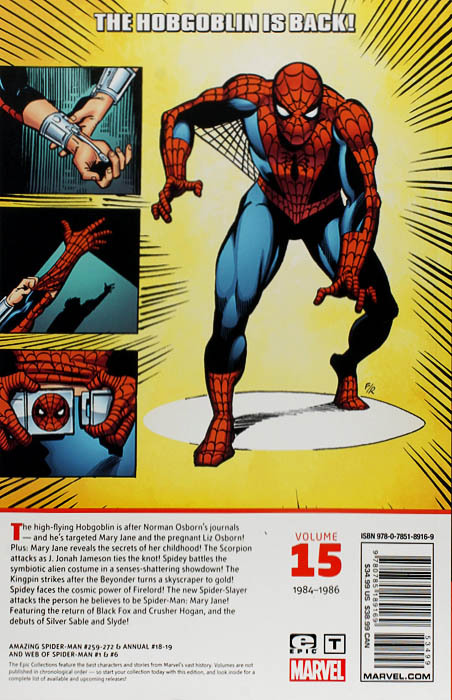 THE HOBGOBLIN IS BACK!
F/R
The high-flying Hobgoblin is after Norman Osborn's journals
— and he's targeted Mary Jane and the pregnant Liz Osborn!
Plus: Mary Jane reveals the secrets of her childhood! The Scorpion
attacks as J. Jonah Jameson ties the knot! Spidey battles the
symbiotic alien costume in a senses-shattering showdown! The
Kingpin strikes after the Beyonder turns a skyscraper to gold!
Spidey faces the cosmic power of Firelord! The new Spider-Slayer
attacks the person he believes to be Spider-Man: Mary Jane!
Featuring the return of Black Fox and Crusher Hogan, and the
debuts of Silver Sable and Slyde!
AMAZING SPIDER-MAN #259-272 & ANNUAL #18-19
AND WEB OF SPIDER-MAN #1 & #6
The Epic Collections feature the best characters and stories from Marvel's vast history. Volumes are not
published in chronological order — so start your collection today with this edition, and look inside for a
complete list of available and upcoming releases!
VOLUME
15
1984–1986
e
EPIC
T
MARVEL
ISBN 978-0-7851-8916-9
9 780785 189169
53499
$34.99 US $38.99 CAN
MARVEL.COM